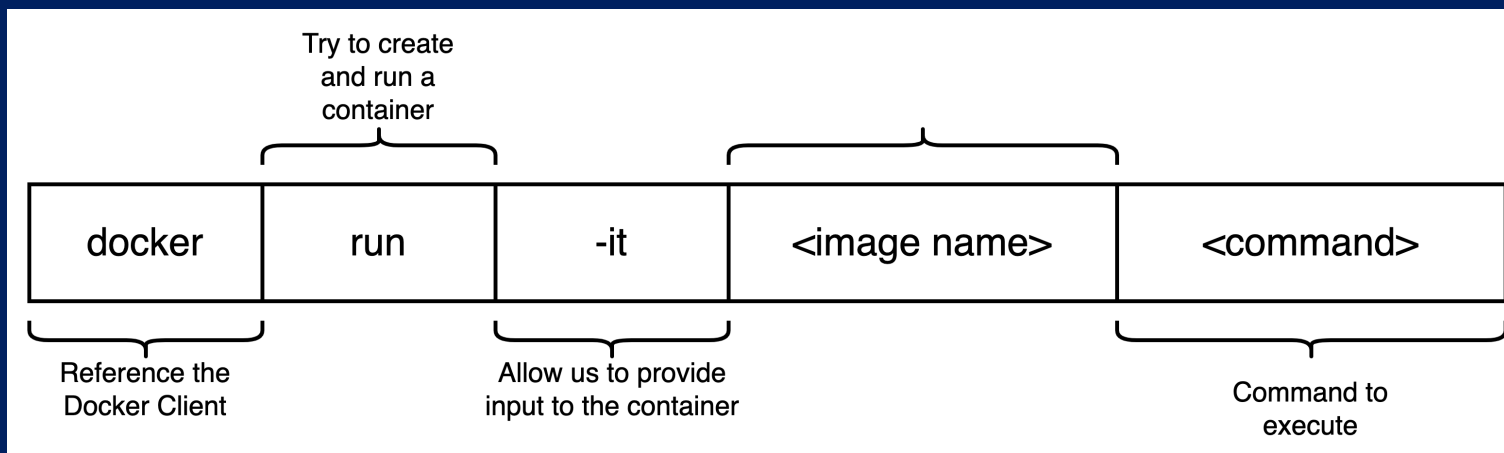 Try to create
and run a
container
docker
run
-it
<image name>
<command>
Reference the
Docker Client
Allow us to provide
input to the container
Command to
execute